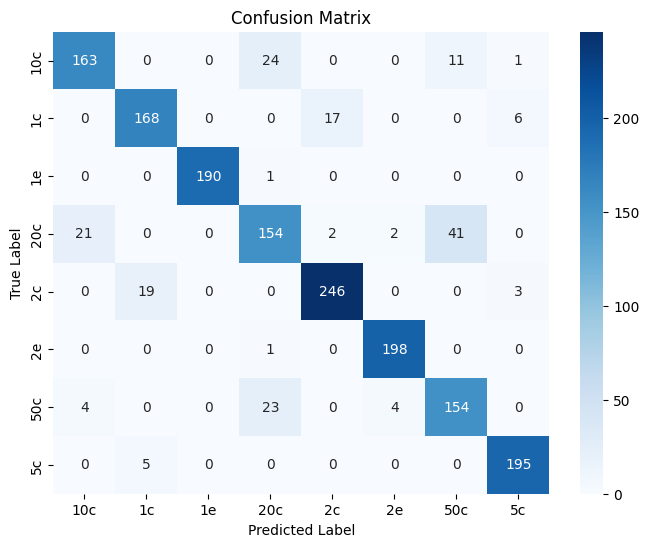 Confusion Matrix
10c 163 0 0 24 0 0 11 1
1c 0 168 0 0 17 0 0 6
1e 0 0 190 1 0 0 0 0
20c 21 0 0 154 2 2 41 0
2c 0 19 0 0 246 0 0 3
2e 0 0 0 1 0 198 0 0
50c 4 0 0 23 0 4 154 0
5c 0 5 0 0 0 0 0 195
10c 1c 1e 20c 2c 2e 50c 5c
Predicted Label
True Label
200
150
100
50
0